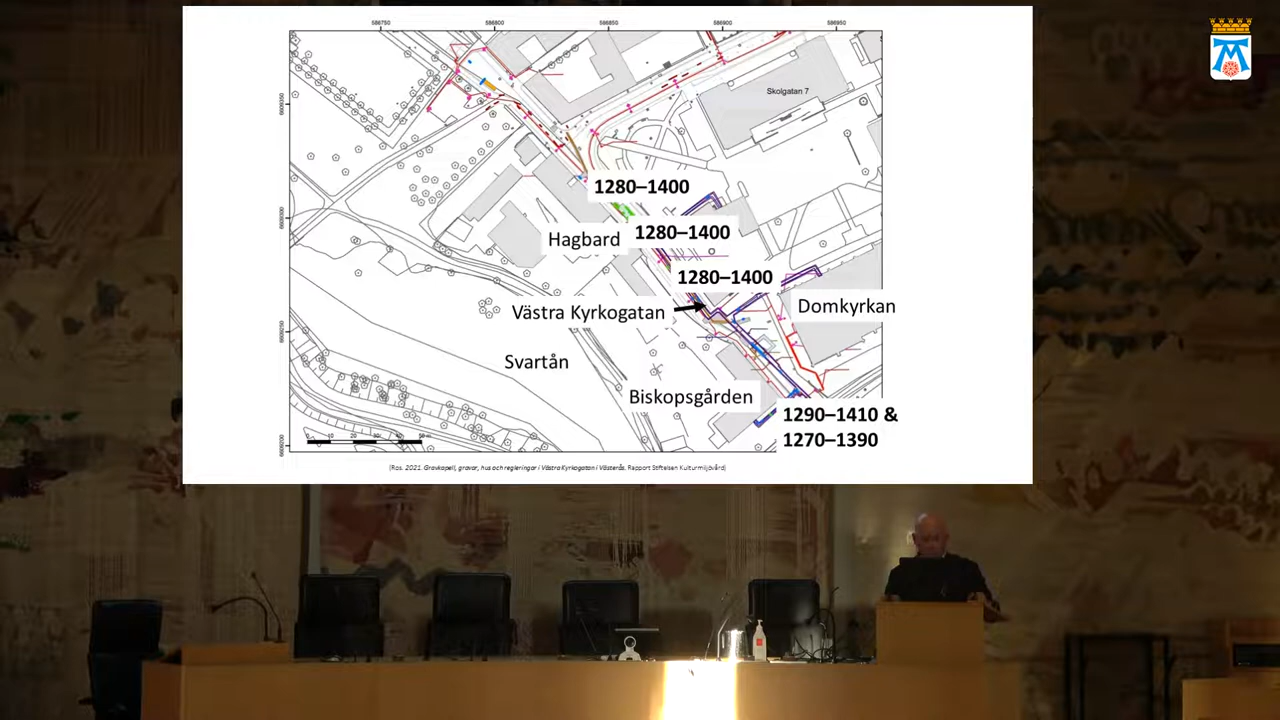 586750 586800 586850 586900 586950
Skolgatan 7
1280–1400
Hagbard
1280–1400
1280–1400
Västra Kyrkogatan
Domkyrkan
Svartån
Biskopsgården
1290–1410 &
1270–1390
(Ros. 2021. Gravkapell, gravar, hus och regleringar i Västra Kyrkogatan i Västerås. Rapport Stiftelsen Kulturmiljövård)